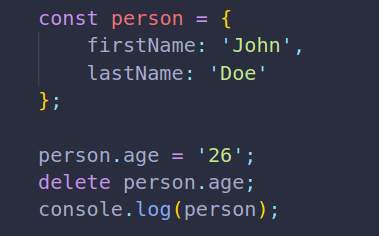 const person = {
    firstName: 'John',
    lastName: 'Doe'
};

person.age = '26';
delete person.age;
console.log(person);